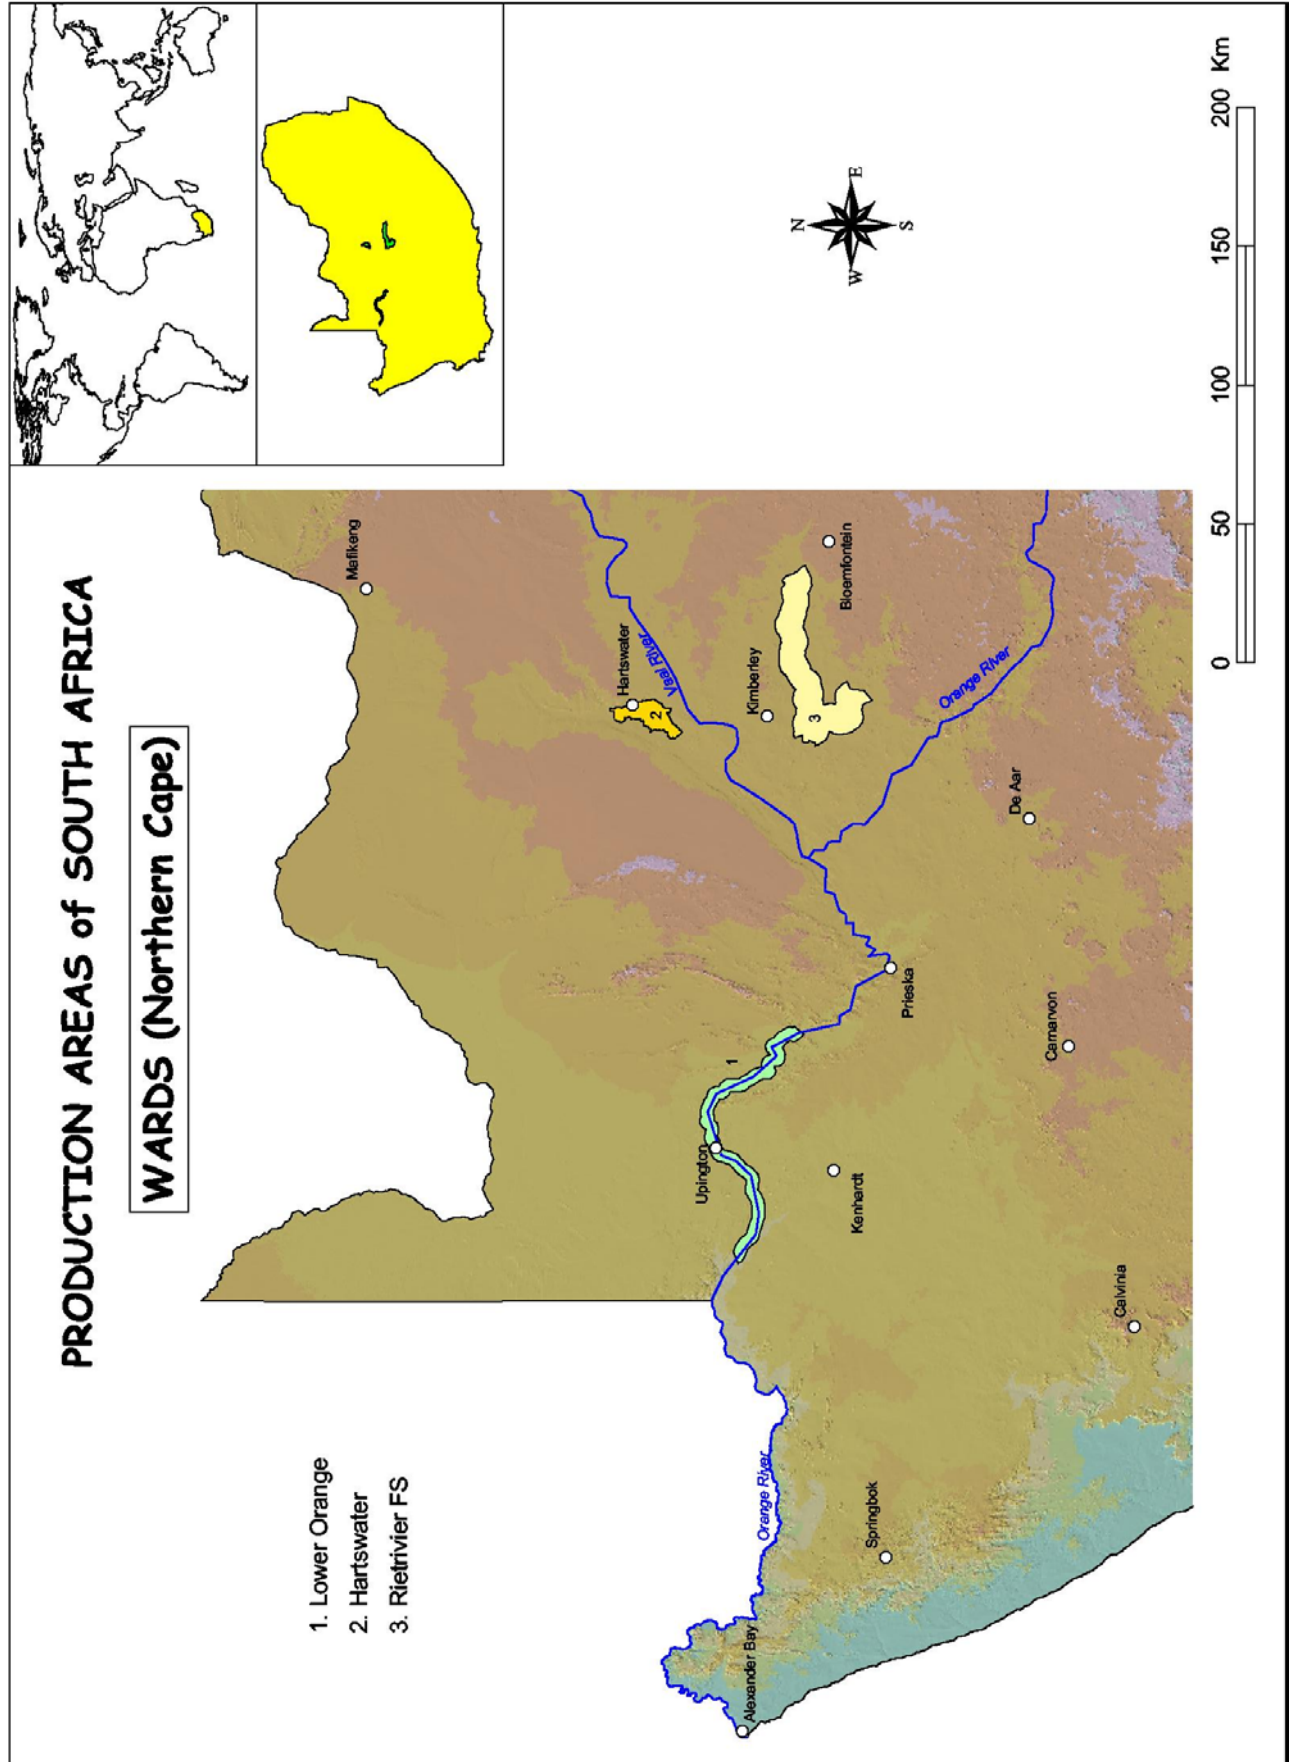 PRODUCTION AREAS of SOUTH AFRICA
WARDS (Northern Cape)
1. Lower Orange
2. Hartswater
3. Rietrivier FS
Mafikeng
Hartswater
2
Vaal River
Kimberley
3
Bloemfontein
Orange River
De Aar
Prieska
1
Upington
Kenhardt
Carnarvon
Calvinia
Orange River
Springbok
Alexander Bay
N
W
E
S
0 50 100 150 200 Km